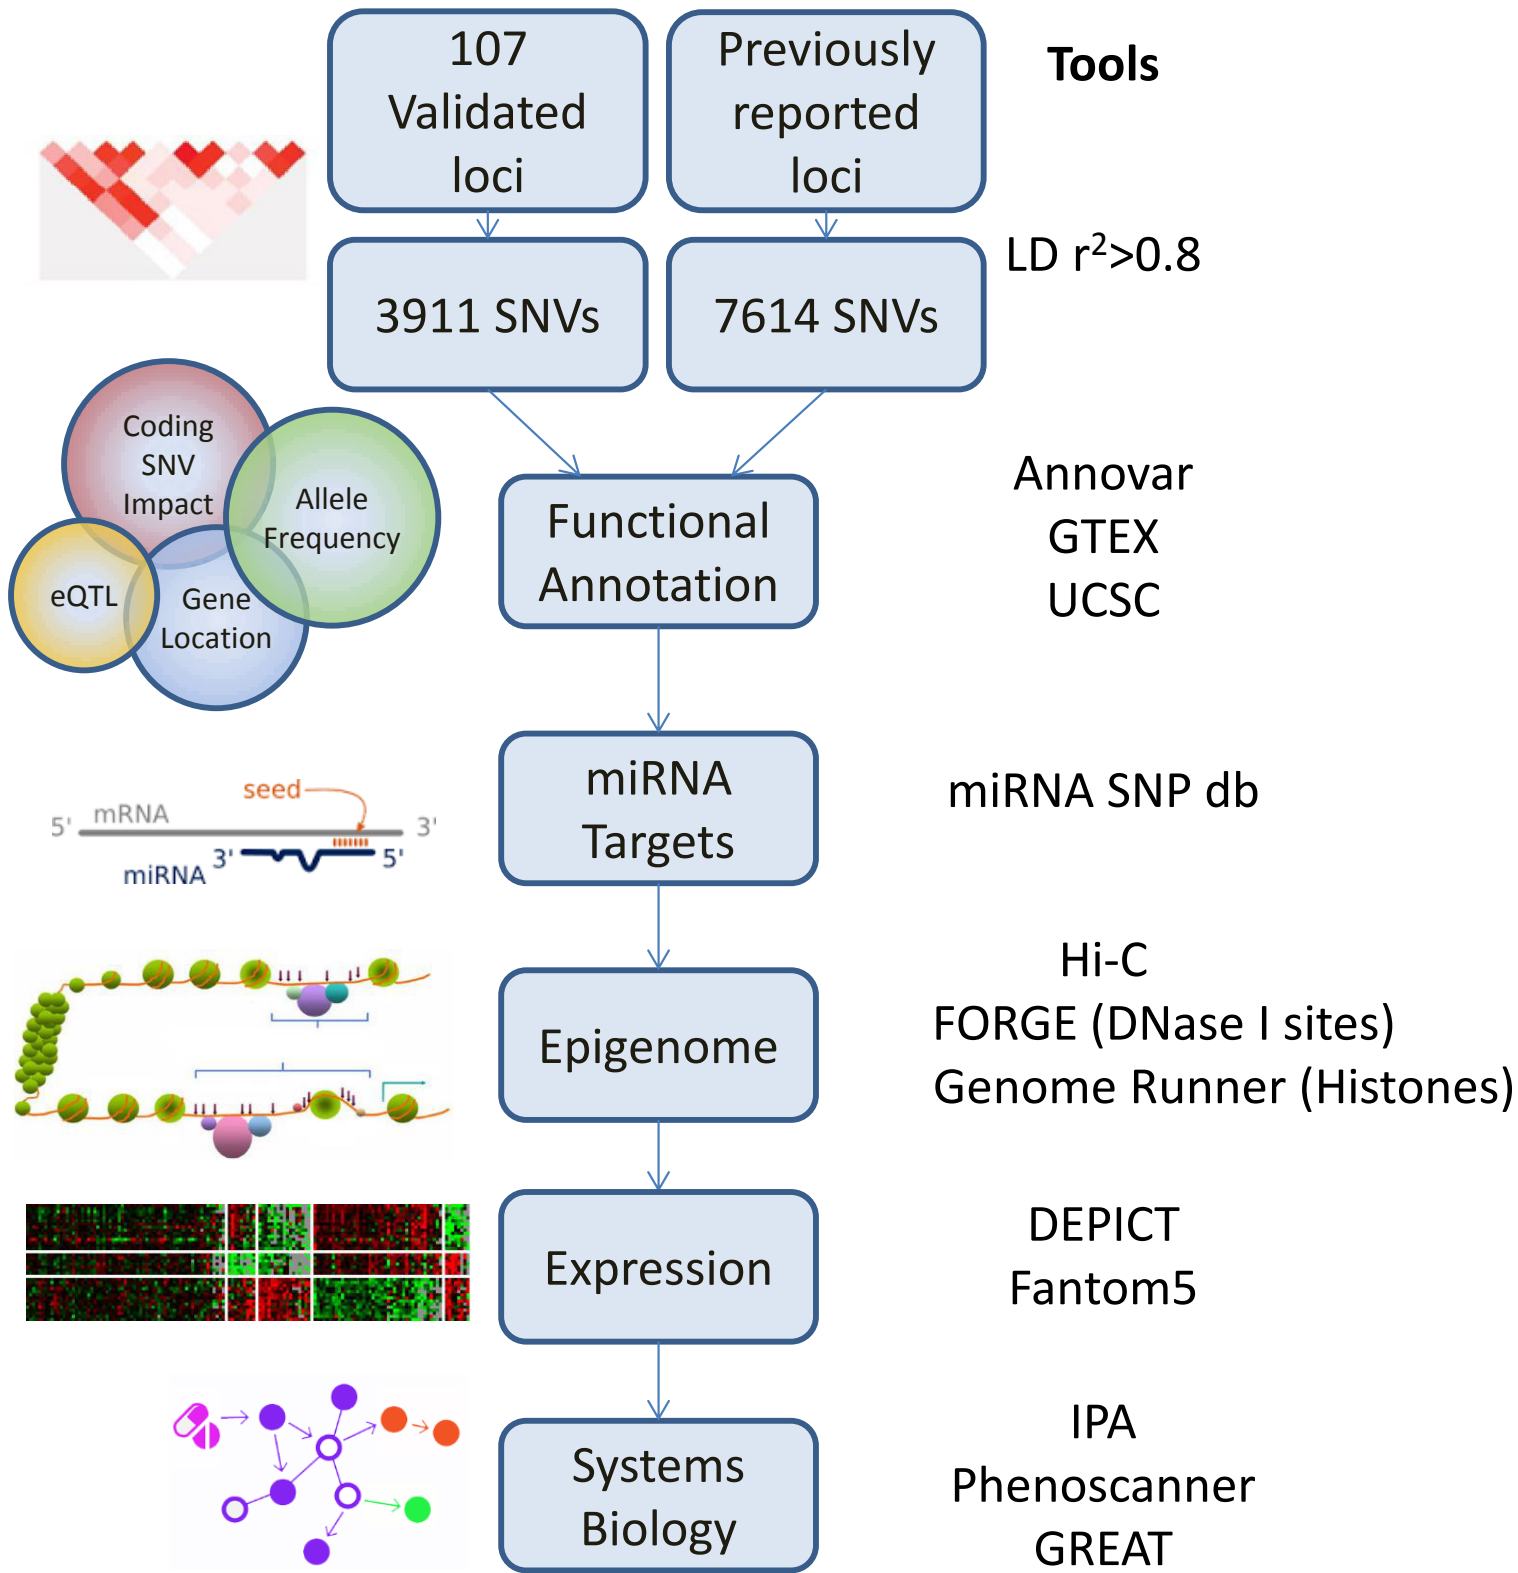 107
Validated
loci
Previously
reported
loci
Tools
3911 SNVs
7614 SNVs
LD r²>0.8
Coding
SNV
Impact
Allele
Frequency
eQTL
Gene
Location
Functional
Annotation
Annovar
GTEX
UCSC
seed
5' mRNA 3'
miRNA 3' 5'
miRNA
Targets
miRNA SNP db
Epigenome
Hi-C
FORGE (DNase I sites)
Genome Runner (Histones)
Expression
DEPICT
Fantom5
Systems
Biology
IPA
Phenoscanner
GREAT